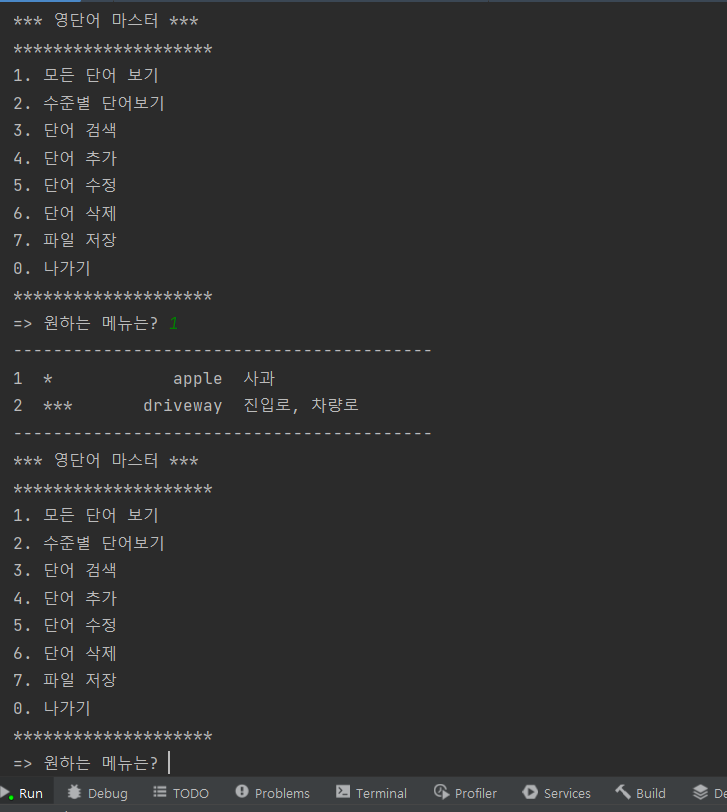 *** 영단어 마스터 ***
********************
1. 모든 단어 보기
2. 수준별 단어보기
3. 단어 검색
4. 단어 추가
5. 단어 수정
6. 단어 삭제
7. 파일 저장
0. 나가기
********************
=> 원하는 메뉴는? 1
------------------------------------------
1 * apple 사과
2 *** driveway 진입로, 차량로
------------------------------------------
*** 영단어 마스터 ***
********************
1. 모든 단어 보기
2. 수준별 단어보기
3. 단어 검색
4. 단어 추가
5. 단어 수정
6. 단어 삭제
7. 파일 저장
0. 나가기
********************
=> 원하는 메뉴는?
Run Debug TODO Problems Terminal Profiler Services Build